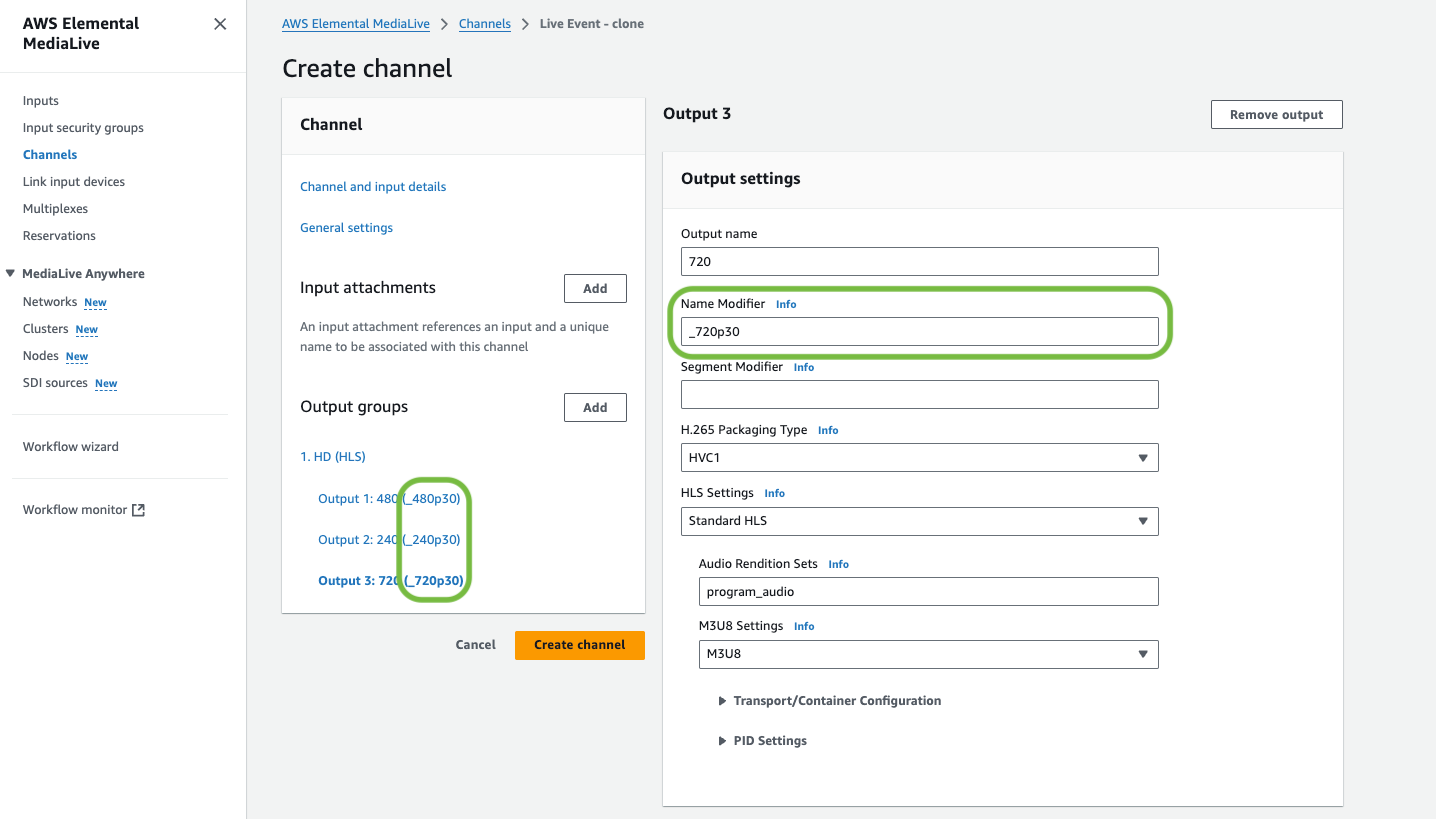 AWS Elemental
MediaLive
Inputs
Input security groups
Channels
Link input devices
Multiplexes
Reservations
MediaLive Anywhere
Networks New
Clusters New
Nodes New
SDI sources New
Workflow wizard
Workflow monitor
AWS Elemental MediaLive > Channels > Live Event - clone
Create channel
Channel
Channel and input details
General settings
Input attachments
Add
An input attachment references an input and a unique
name to be associated with this channel
Output groups
Add
1. HD (HLS)
Output 1: 480 (_480p30)
Output 2: 240 (_240p30)
Output 3: 720 (_720p30)
Cancel
Create channel
Output 3
Remove output
Output settings
Output name
720
Name Modifier Info
_720p30
Segment Modifier Info
H.265 Packaging Type Info
HVC1
HLS Settings Info
Standard HLS
Audio Rendition Sets Info
program_audio
M3U8 Settings Info
M3U8
Transport/Container Configuration
PID Settings